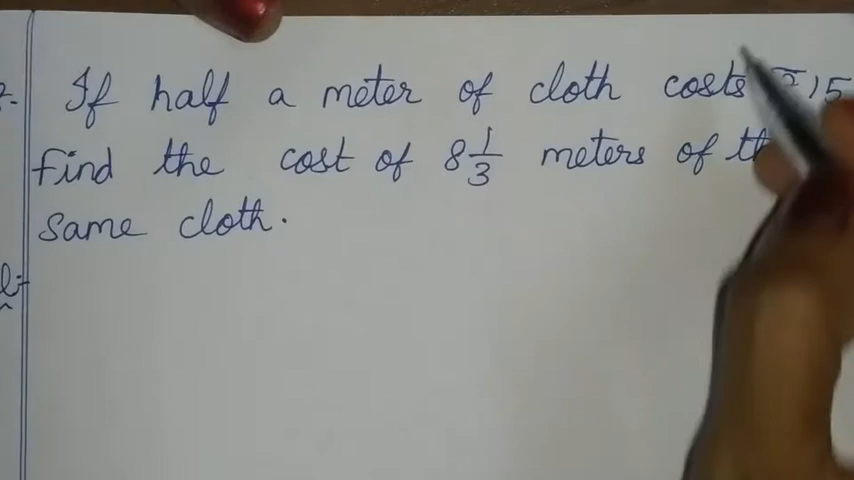 If half a meter of cloth costs ₹15
find the cost of 8 1/3 meters of
same cloth.